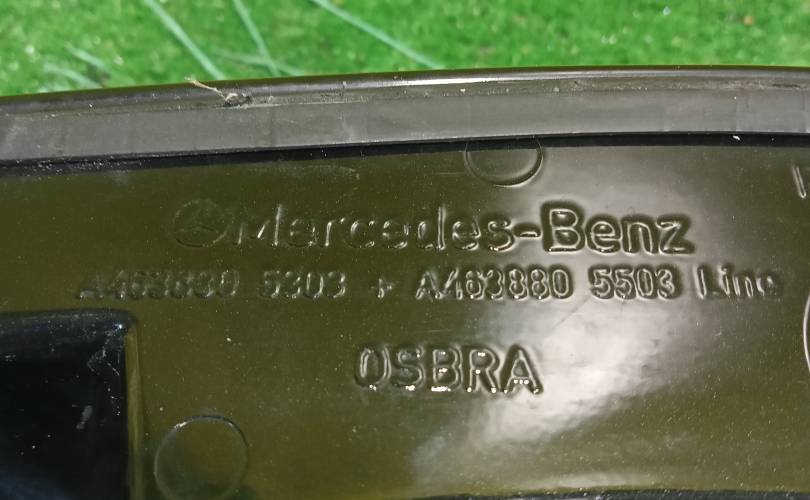 Mercedes-Benz
A463880 5303 + A463880 5503 Line
OSBRA